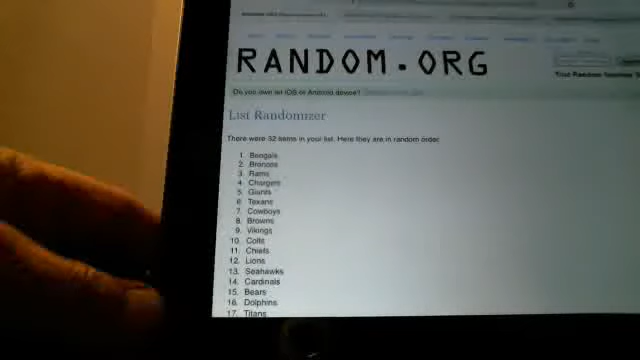 RANDOM.ORG
True Random Number
Do you own an iOS or Android device?
List Randomizer
There were 32 items in your list. Here they are in random order:
1. Bengals
2. Broncos
3. Rams
4. Chargers
5. Giants
6. Texans
7. Cowboys
8. Browns
9. Vikings
10. Colts
11. Chiefs
12. Lions
13. Seahawks
14. Cardinals
15. Bears
16. Dolphins
17. Titans